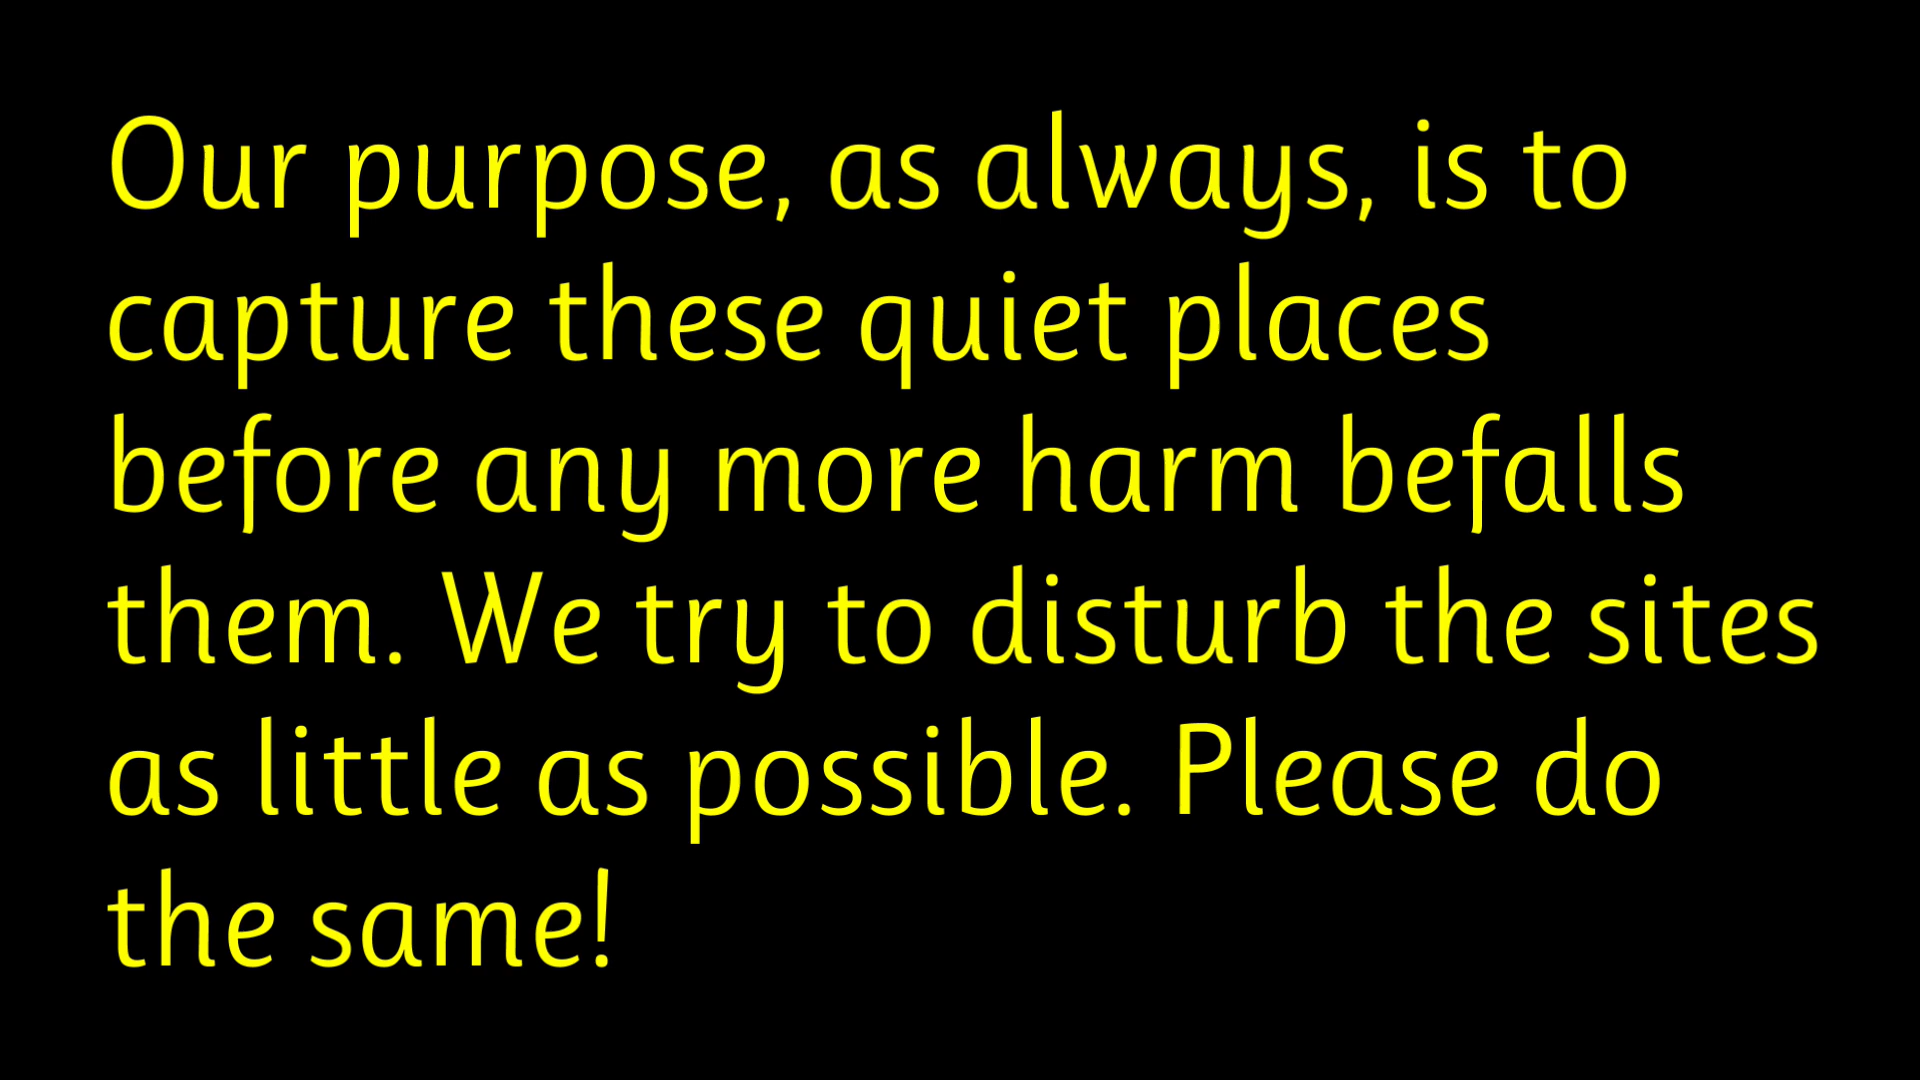 Our purpose, as always, is to
capture these quiet places
before any more harm befalls
them. We try to disturb the sites
as little as possible. Please do
the same!